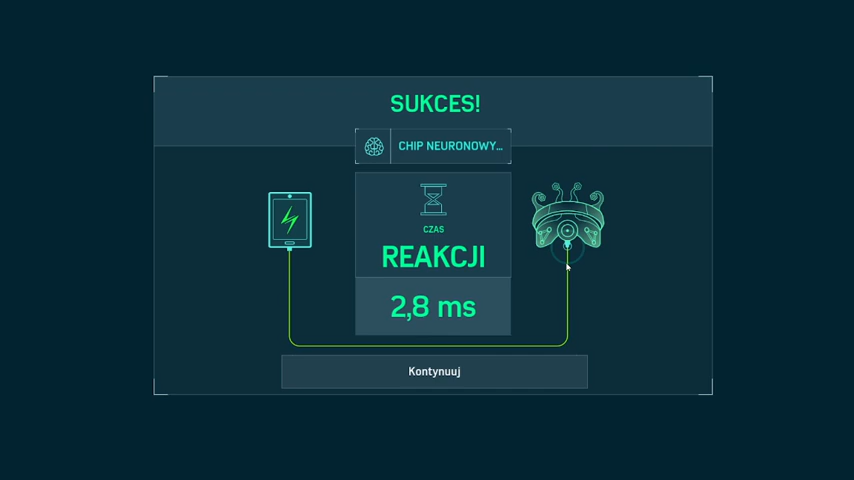 SUKCES!
CHIP NEURONOWY...
CZAS
REAKCJI
2,8 ms
Kontynuuj